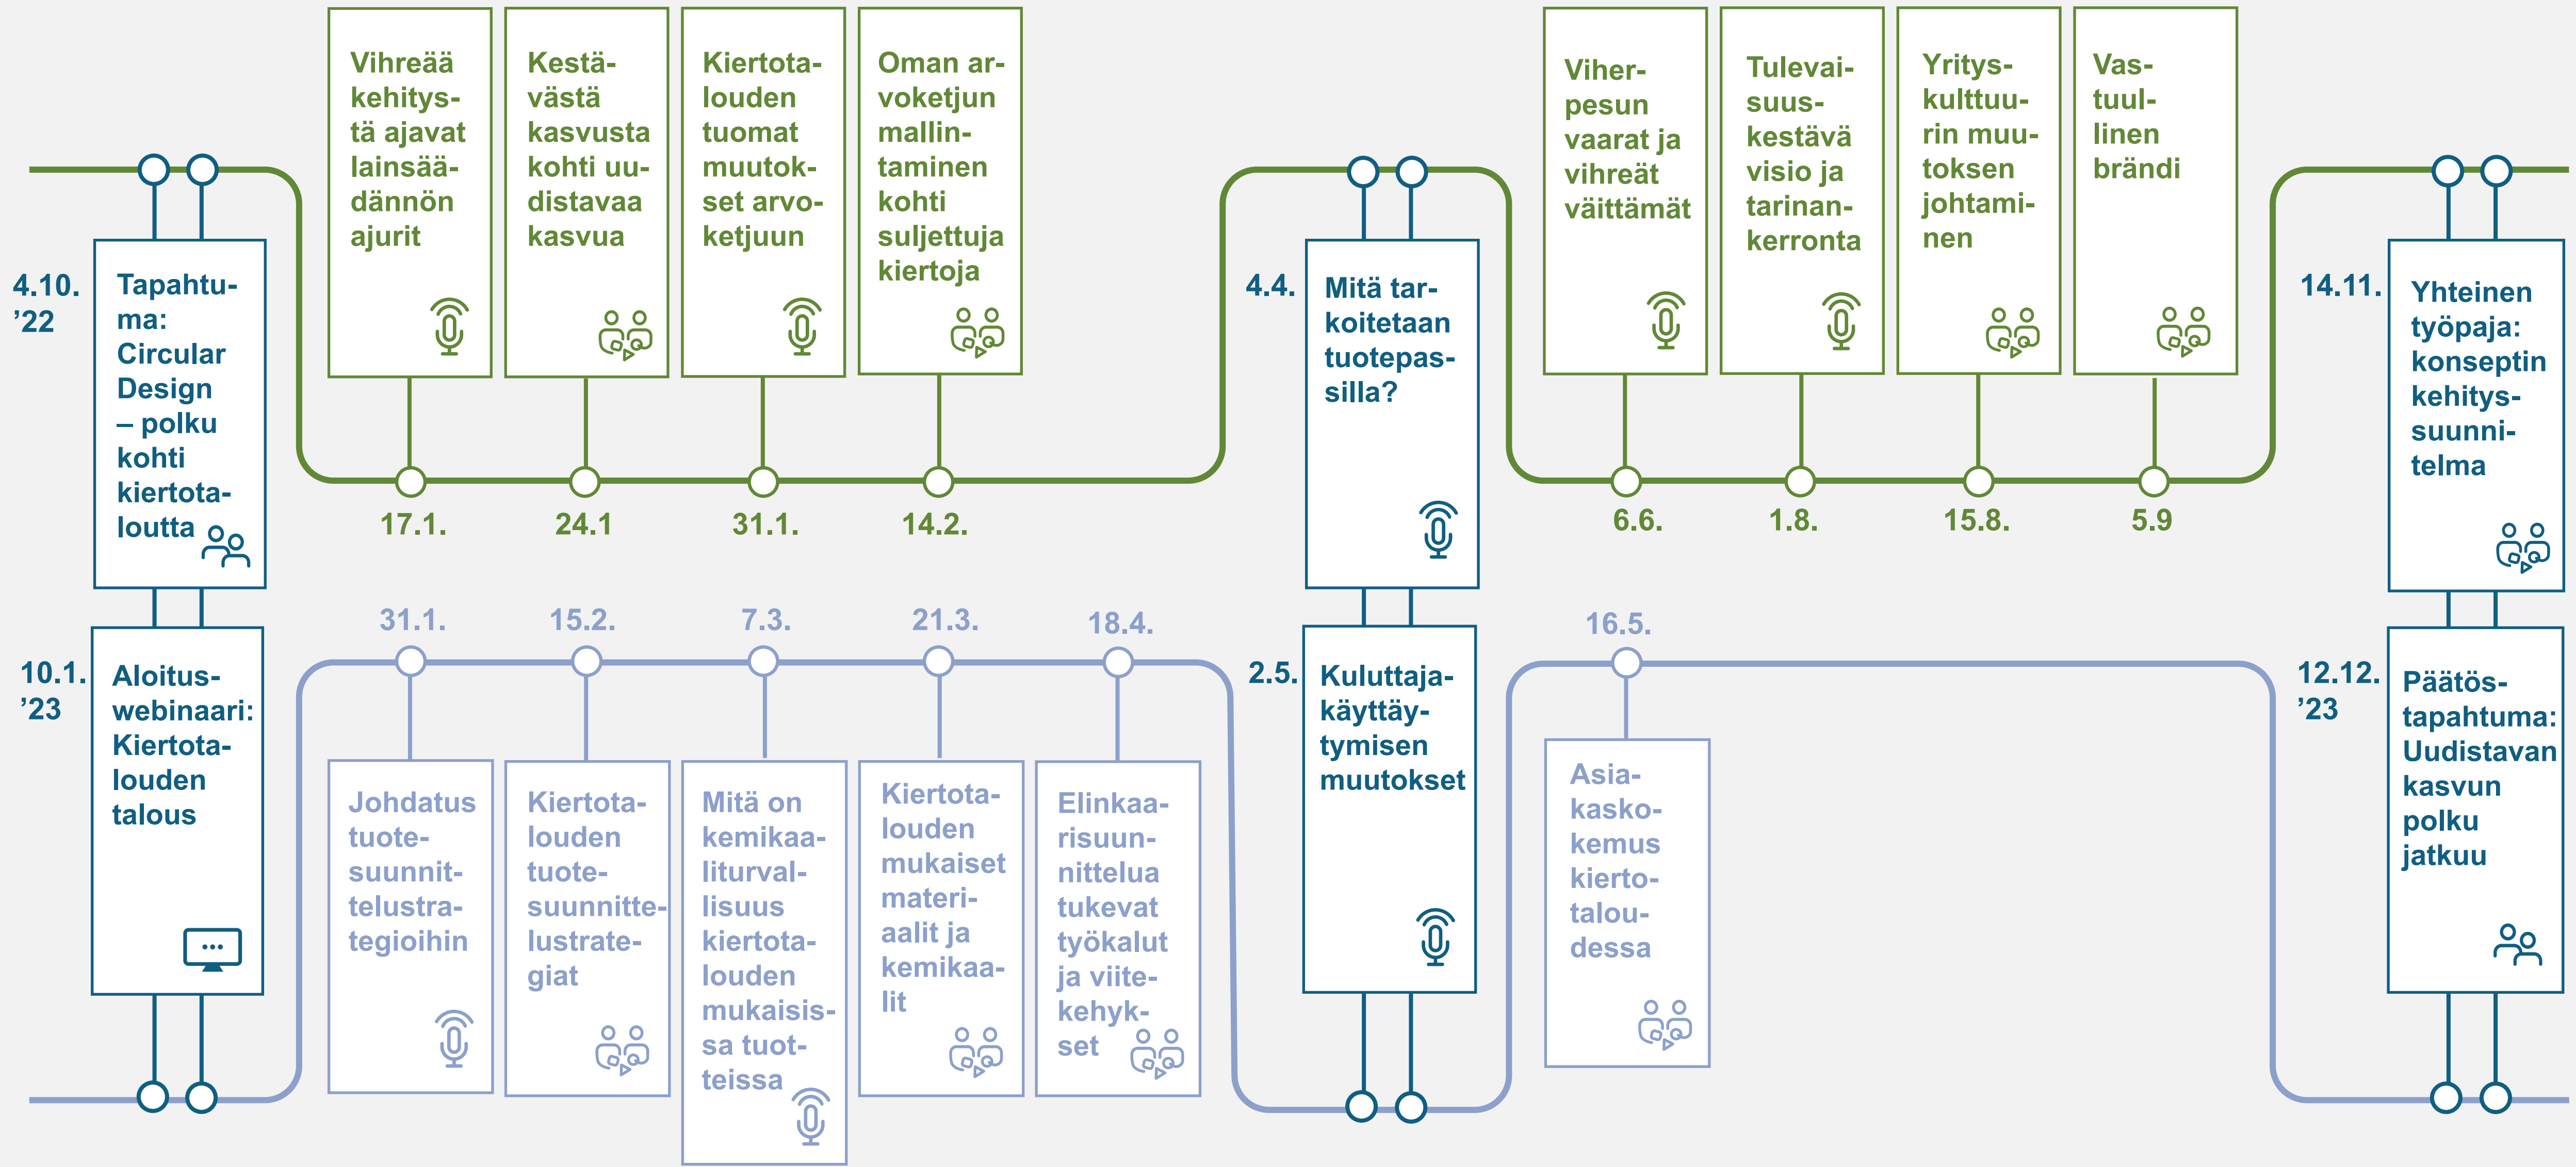 4.10.
’22
Tapahtu-
ma:
Circular
Design
– polku
kohti
kiertota-
loutta
10.1.
’23
Aloitus-
webinaari:
Kiertota-
louden
talous
Vihreää
kehitys-
tä ajavat
lainsää-
dännön
ajurit
17.1.
Kestä-
västä
kasvusta
kohti uu-
distavaa
kasvua
24.1
Kiertota-
louden
tuomat
muutok-
set arvo-
ketjuun
31.1.
Oman ar-
voketjun
mallin-
taminen
kohti
suljettuja
kiertoja
14.2.
31.1.
Johdatus
tuote-
suunnit-
telustra-
tegioihin
15.2.
Kiertota-
louden
tuote-
suunnitte-
lustrate-
giat
7.3.
Mitä on
kemikaa-
liturval-
lisuus
kiertota-
louden
mukaisis-
sa tuot-
teissa
21.3.
Kiertota-
louden
mukaiset
materi-
aalit ja
kemikaa-
lit
18.4.
Elinkaa-
risuun-
nittelua
tukevat
työkalut
ja viite-
kehyk-
set
4.4.
Mitä tar-
koitetaan
tuotepas-
silla?
2.5.
Kuluttaja-
käyttäy-
tymisen
muutokset
Viher-
pesun
vaarat ja
vihreät
väittämät
6.6.
Tulevai-
suus-
kestävä
visio ja
tarinan-
kerronta
1.8.
Yritys-
kulttuu-
rin muu-
toksen
johtami-
nen
15.8.
Vas-
tuul-
linen
brändi
5.9
16.5.
Asia-
kasko-
kemus
kierto-
talou-
dessa
14.11.
Yhteinen
työpaja:
konseptin
kehitys-
suunni-
telma
12.12.
’23
Päätös-
tapahtuma:
Uudistavan
kasvun
polku
jatkuu